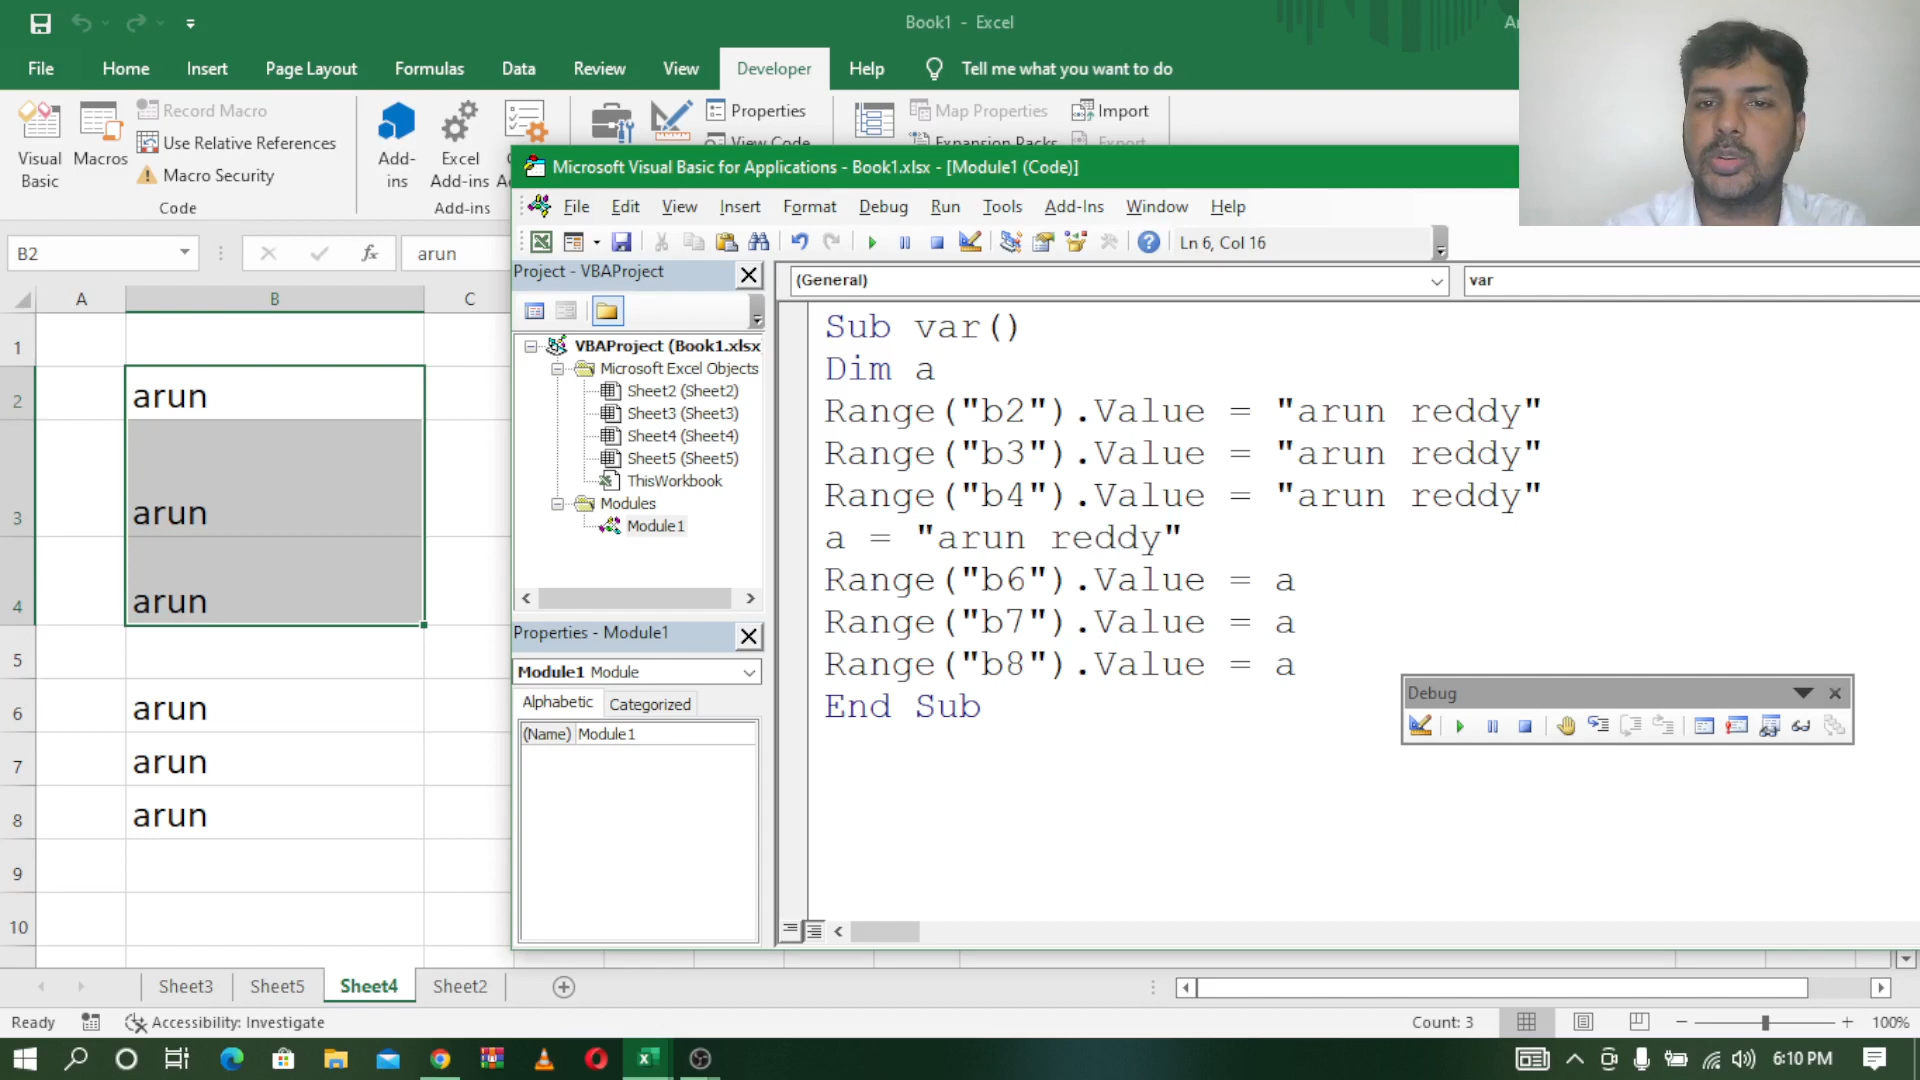 Book1 - Excel
File Home Insert Page Layout Formulas Data Review View Developer Help Tell me what you want to do
Visual Basic
Macros
Record Macro
Use Relative References
Macro Security
Code
Add-ins
Excel Add-ins
Add-ins
Properties
View Code
Map Properties
Expansion Packs
Import
Export
Microsoft Visual Basic for Applications - Book1.xlsx - [Module1 (Code)]
File Edit View Insert Format Debug Run Tools Add-Ins Window Help
Ln 6, Col 16
B2
fx
arun
Project - VBAProject
(General)
var
VBAProject (Book1.xlsx
Microsoft Excel Objects
Sheet2 (Sheet2)
Sheet3 (Sheet3)
Sheet4 (Sheet4)
Sheet5 (Sheet5)
ThisWorkbook
Modules
Module1
Properties - Module1
Module1 Module
Alphabetic Categorized
(Name) Module1
Sub var()
Dim a
Range("b2").Value = "arun reddy"
Range("b3").Value = "arun reddy"
Range("b4").Value = "arun reddy"
a = "arun reddy"
Range("b6").Value = a
Range("b7").Value = a
Range("b8").Value = a
End Sub
Debug
A B C
1
2 arun
3 arun
4 arun
5
6 arun
7 arun
8 arun
9
10
Sheet3 Sheet5 Sheet4 Sheet2
Ready Accessibility: Investigate Count: 3 100%
6:10 PM